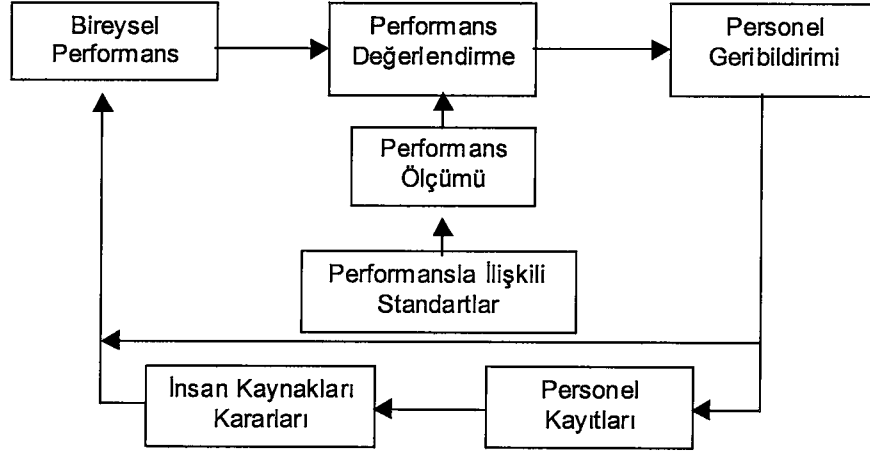 Bireysel
Performans
Performans
Değerlendirme
Personel
Geribildirimi
Performans
Ölçümü
Performansla İlişkili
Standartlar
İnsan Kaynakları
Kararları
Personel
Kayıtları